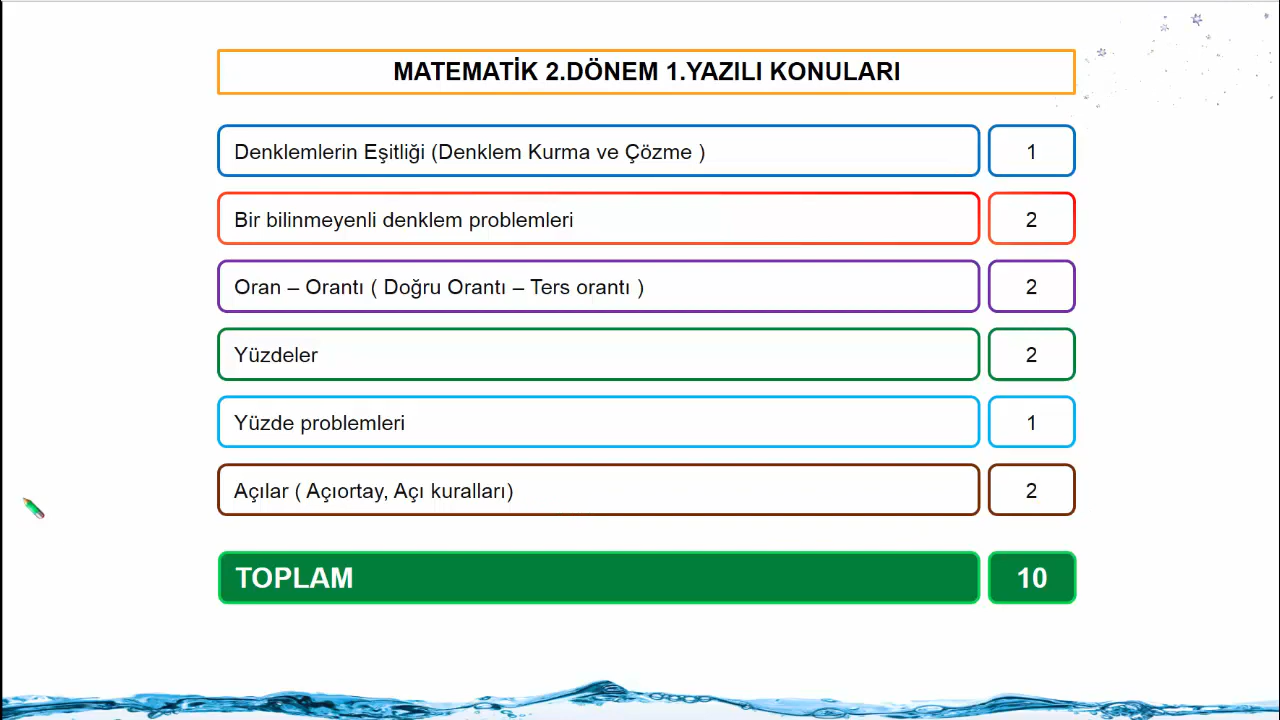 MATEMATİK 2.DÖNEM 1.YAZILI KONULARI
Denklemlerin Eşitliği (Denklem Kurma ve Çözme ) 1
Bir bilinmeyenli denklem problemleri 2
Oran – Orantı ( Doğru Orantı – Ters orantı ) 2
Yüzdeler 2
Yüzde problemleri 1
Açılar ( Açıortay, Açı kuralları) 2
TOPLAM 10